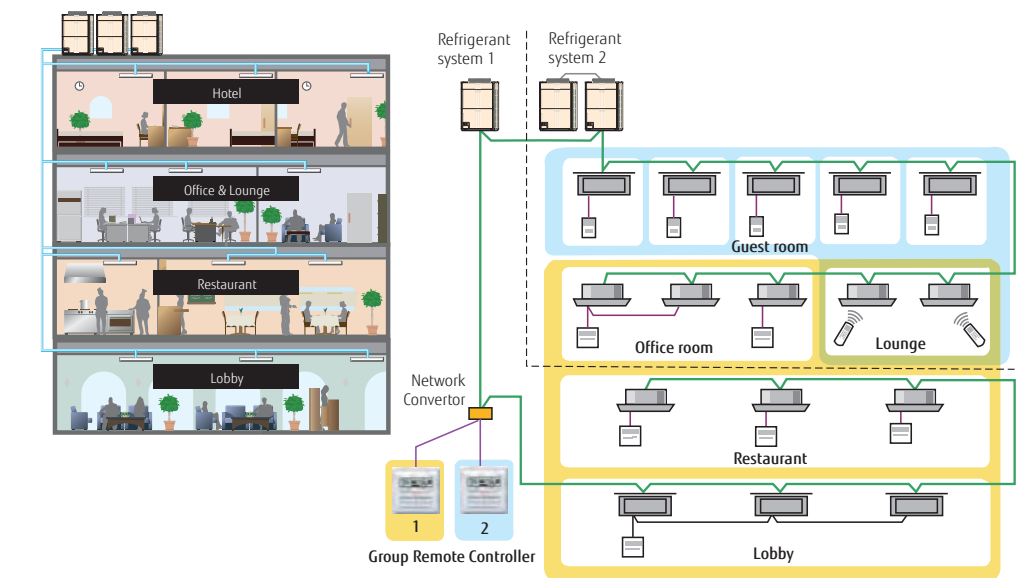 Hotel
Office & Lounge
Restaurant
Lobby
Refrigerant
system 1
Refrigerant
system 2
Guest room
Office room
Lounge
Network
Convertor
Restaurant
1
2
Group Remote Controller
Lobby